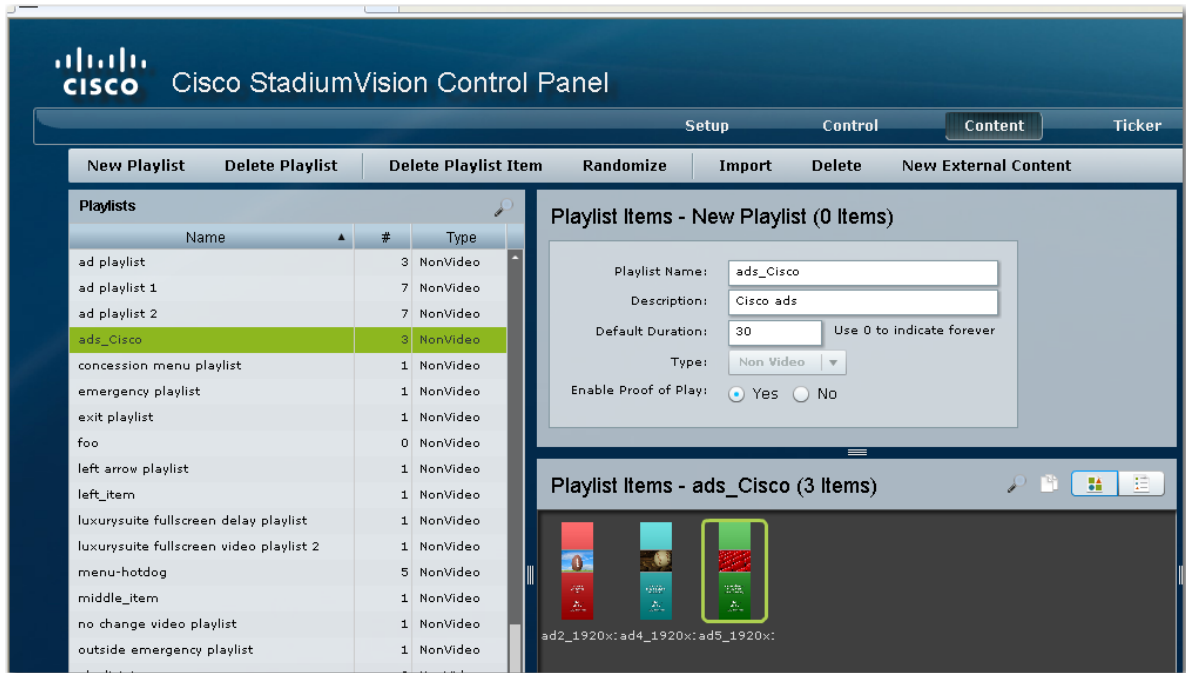 CISCO Cisco StadiumVision Control Panel
Setup Control Content Ticker
New Playlist Delete Playlist Delete Playlist Item Randomize Import Delete New External Content
Playlists
Name # Type
ad playlist 3 NonVideo
ad playlist 1 7 NonVideo
ad playlist 2 7 NonVideo
ads_Cisco 3 NonVideo
concession menu playlist 1 NonVideo
emergency playlist 1 NonVideo
exit playlist 1 NonVideo
foo 0 NonVideo
left arrow playlist 1 NonVideo
left_item 1 NonVideo
luxurysuite fullscreen delay playlist 1 NonVideo
luxurysuite fullscreen video playlist 2 1 NonVideo
menu-hotdog 5 NonVideo
middle_item 1 NonVideo
no change video playlist 1 NonVideo
outside emergency playlist 1 NonVideo
Playlist Items - New Playlist (0 Items)
Playlist Name: ads_Cisco
Description: Cisco ads
Default Duration: 30 Use 0 to indicate forever
Type: Non Video
Enable Proof of Play: Yes No
Playlist Items - ads_Cisco (3 Items)
ad2_1920x: ad4_1920x: ad5_1920x: